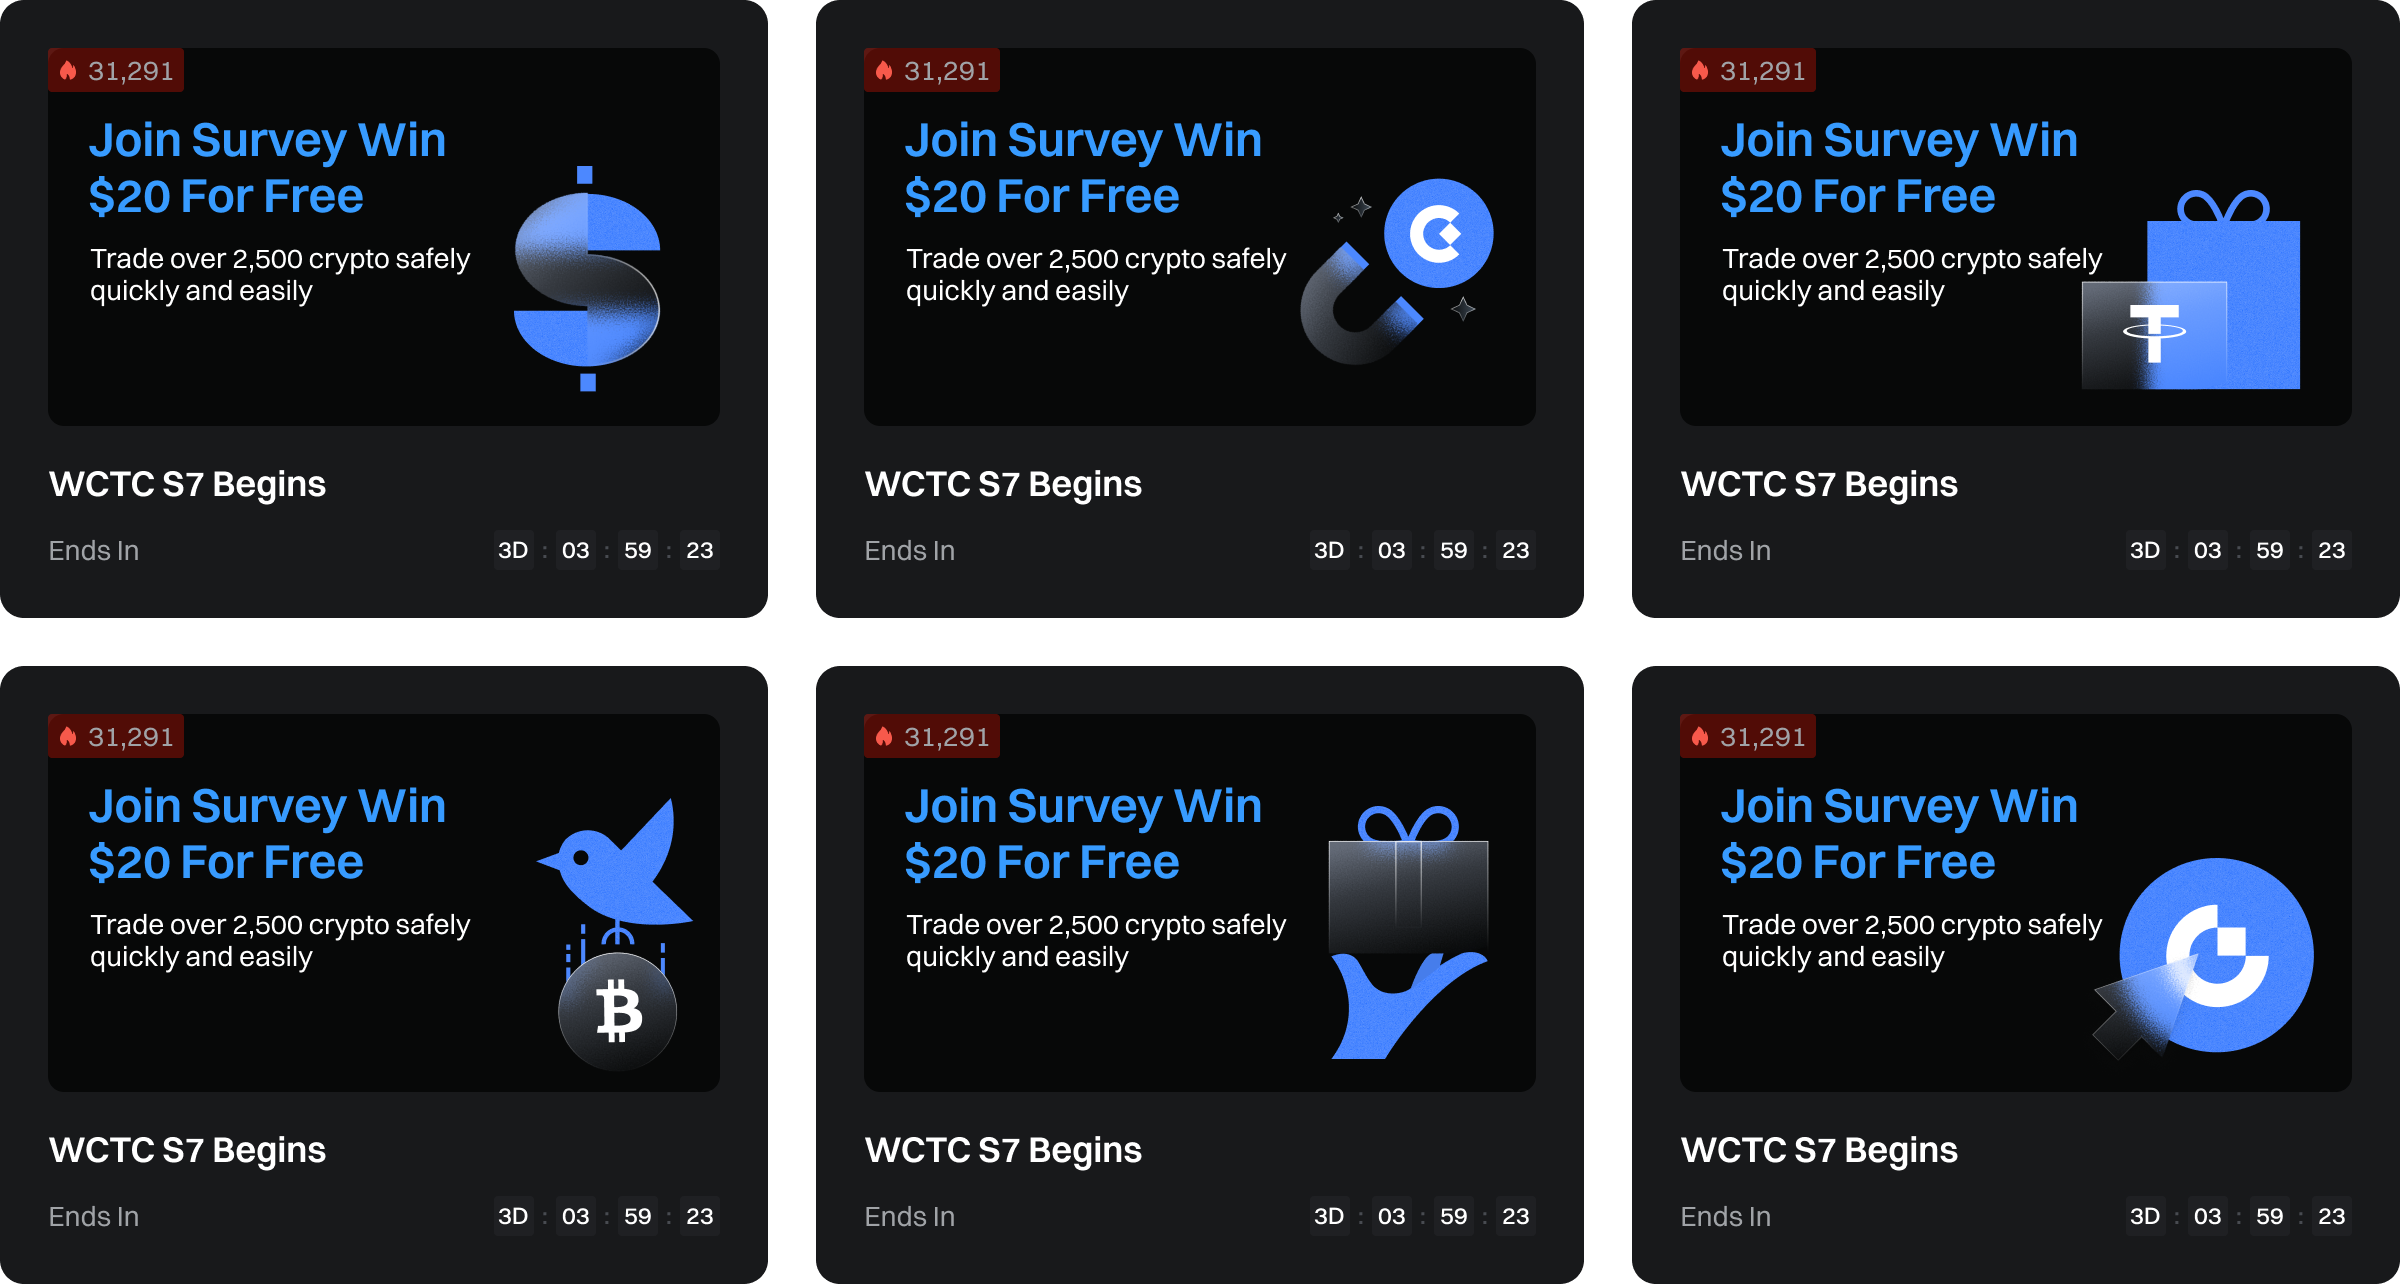 31,291
Join Survey Win
$20 For Free
Trade over 2,500 crypto safely
quickly and easily
WCTC S7 Begins
Ends In 3D : 03 : 59 : 23
31,291
Join Survey Win
$20 For Free
Trade over 2,500 crypto safely
quickly and easily
WCTC S7 Begins
Ends In 3D : 03 : 59 : 23
31,291
Join Survey Win
$20 For Free
Trade over 2,500 crypto safely
quickly and easily
WCTC S7 Begins
Ends In 3D : 03 : 59 : 23
31,291
Join Survey Win
$20 For Free
Trade over 2,500 crypto safely
quickly and easily
WCTC S7 Begins
Ends In 3D : 03 : 59 : 23
31,291
Join Survey Win
$20 For Free
Trade over 2,500 crypto safely
quickly and easily
WCTC S7 Begins
Ends In 3D : 03 : 59 : 23
31,291
Join Survey Win
$20 For Free
Trade over 2,500 crypto safely
quickly and easily
WCTC S7 Begins
Ends In 3D : 03 : 59 : 23